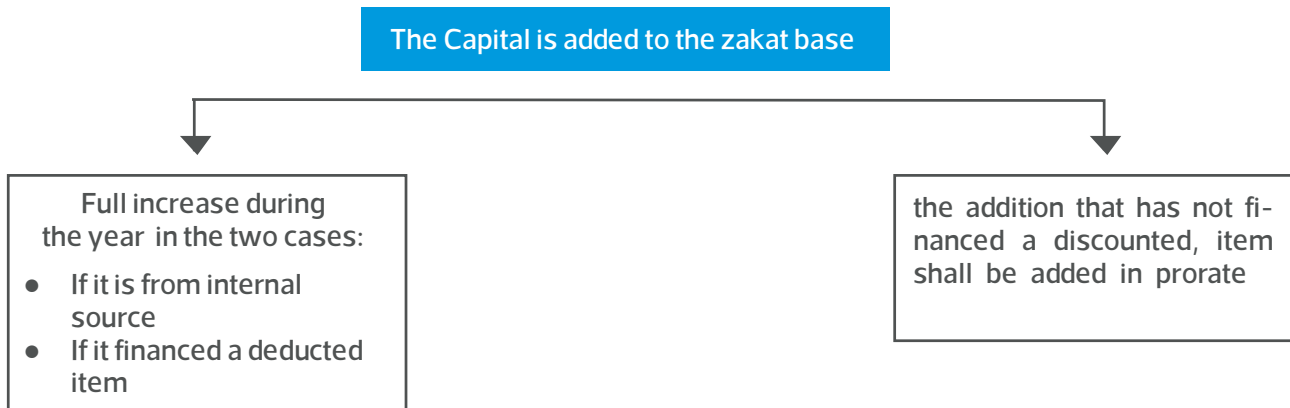 The Capital is added to the zakat base
Full increase during
the year in the two cases:
● If it is from internal
source
● If it financed a deducted
item
the addition that has not fi-
nanced a discounted, item
shall be added in prorate